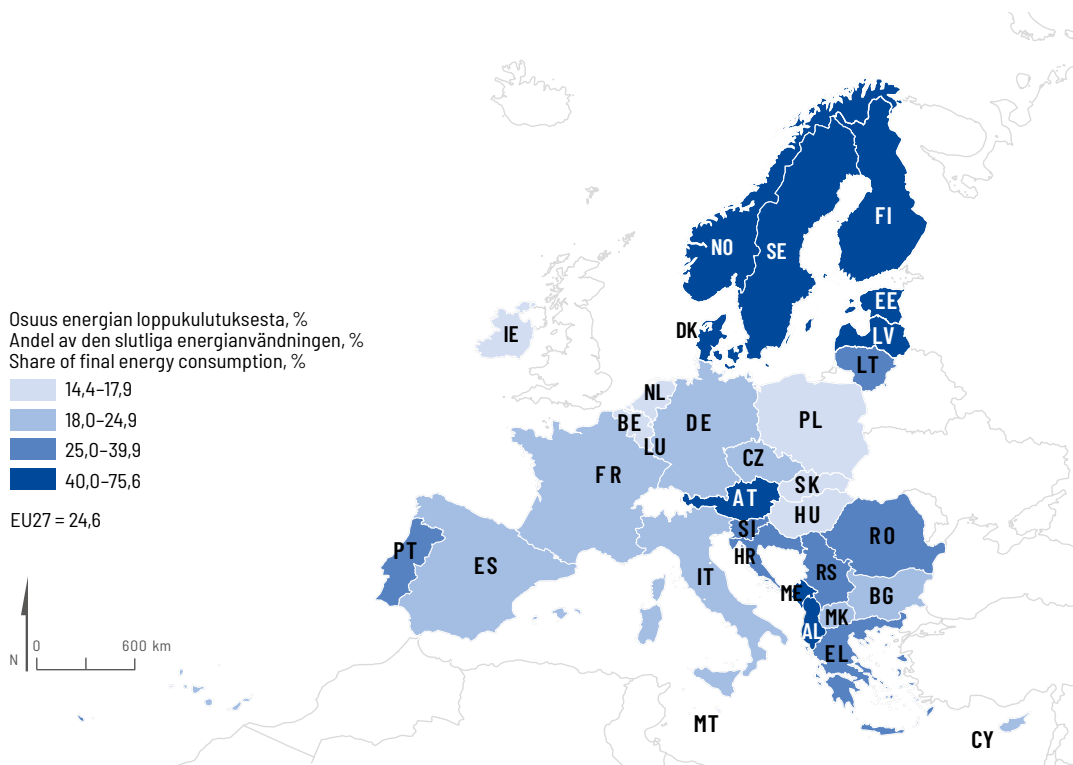 Osuus energian loppukulutuksesta, %
Andel av den slutliga energianvändningen, %
Share of final energy consumption, %
14,4–17,9
18,0–24,9
25,0–39,9
40,0–75,6
EU27 = 24,6
N
0
600 km
FI
NO
SE
EE
LV
DK
LT
IE
NL
BE
LU
DE
PL
CZ
FR
SK
AT
HU
SI
HR
RO
PT
ES
IT
RS
ME
BG
MK
AL
EL
MT
CY